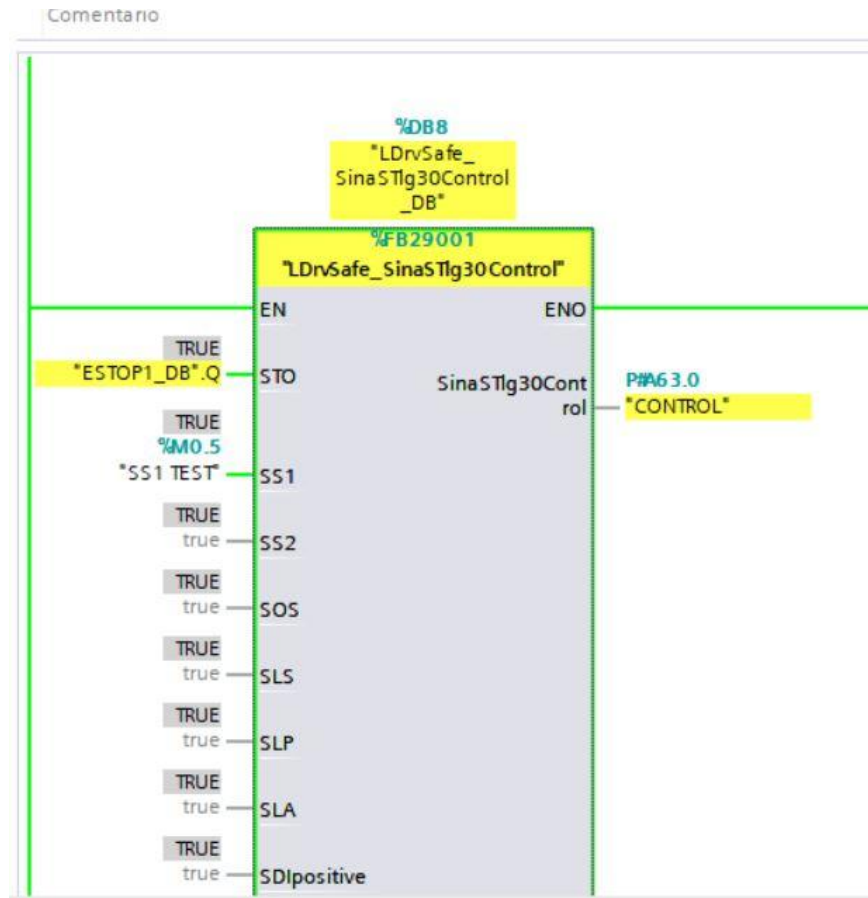 Comentario
%DB8
"LDrvSafe_
SinaSTlg30Control
_DB"
%FB29001
"LDrvSafe_SinaSTlg30Control"
EN
ENO
TRUE
"ESTOP1_DB".Q
STO
SinaSTlg30Cont
rol
P#A63.0
"CONTROL"
TRUE
%M0.5
"SS1 TEST"
SS1
TRUE
true
SS2
TRUE
true
SOS
TRUE
true
SLS
TRUE
true
SLP
TRUE
true
SLA
TRUE
true
SDIpositive